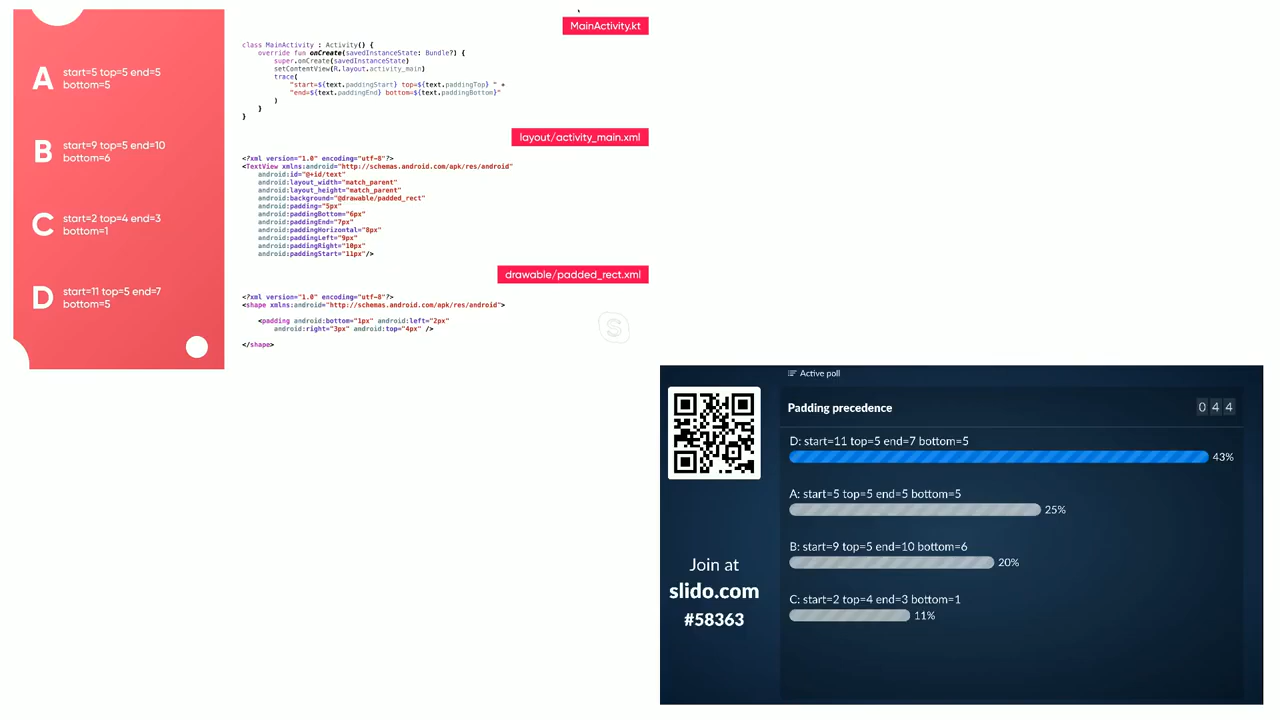 MainActivity.kt
A
start=5 top=5 end=5
bottom=5
B
start=9 top=5 end=10
bottom=6
C
start=2 top=4 end=3
bottom=1
D
start=11 top=5 end=7
bottom=5
class MainActivity : Activity() {
override fun onCreate(savedInstanceState: Bundle?) {
super.onCreate(savedInstanceState)
setContentView(R.layout.activity_main)
trace(
"start=${text.paddingStart} top=${text.paddingTop} " +
"end=${text.paddingEnd} bottom=${text.paddingBottom}"
)
}
}
layout/activity_main.xml
<?xml version="1.0" encoding="utf-8"?>
<TextView xmlns:android="http://schemas.android.com/apk/res/android"
android:id="@+id/text"
android:layout_width="match_parent"
android:layout_height="match_parent"
android:background="@drawable/padded_rect"
android:padding="5px"
android:paddingBottom="6px"
android:paddingEnd="7px"
android:paddingHorizontal="8px"
android:paddingLeft="9px"
android:paddingRight="10px"
android:paddingStart="11px"/>
drawable/padded_rect.xml
<?xml version="1.0" encoding="utf-8"?>
<shape xmlns:android="http://schemas.android.com/apk/res/android">
<padding android:bottom="1px" android:left="2px"
android:right="3px" android:top="4px" />
</shape>
S
Active poll
Padding precedence
044
D: start=11 top=5 end=7 bottom=5
43%
A: start=5 top=5 end=5 bottom=5
25%
B: start=9 top=5 end=10 bottom=6
20%
C: start=2 top=4 end=3 bottom=1
11%
Join at
slido.com
#58363